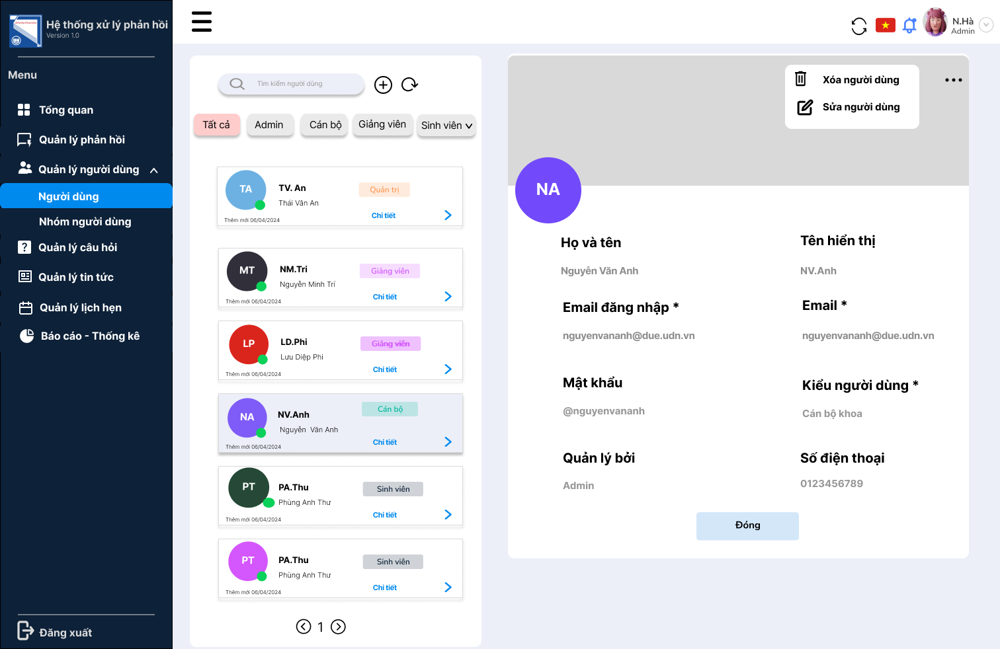 University of Economics
Hệ thống xử lý phản hồi
Version 1.0
Menu
Tổng quan
Quản lý phản hồi
Quản lý người dùng
Người dùng
Nhóm người dùng
Quản lý câu hỏi
Quản lý tin tức
Quản lý lịch hẹn
Báo cáo - Thống kê
Đăng xuất
N.Hà
Admin
Tìm kiếm người dùng
Tất cả
Admin
Cán bộ
Giảng viên
Sinh viên
TA
TV. An
Thái Văn An
Quản trị
Chi tiết
Thêm mới 06/04/2024
MT
NM.Tri
Nguyễn Minh Trí
Giảng viên
Chi tiết
Thêm mới 06/04/2024
LP
LD.Phi
Lưu Diệp Phi
Giảng viên
Chi tiết
Thêm mới 06/04/2024
NA
NV.Anh
Nguyễn Văn Anh
Cán bộ
Chi tiết
Thêm mới 06/04/2024
PT
PA.Thu
Phùng Anh Thư
Sinh viên
Chi tiết
Thêm mới 06/04/2024
PT
PA.Thu
Phùng Anh Thư
Sinh viên
Chi tiết
Thêm mới 06/04/2024
1
Xóa người dùng
Sửa người dùng
NA
Họ và tên
Nguyễn Văn Anh
Tên hiển thị
NV.Anh
Email đăng nhập *
nguyenvananh@due.udn.vn
Email *
nguyenvananh@due.udn.vn
Mật khẩu
@nguyenvananh
Kiểu người dùng *
Cán bộ khoa
Quản lý bởi
Admin
Số điện thoại
0123456789
Đóng